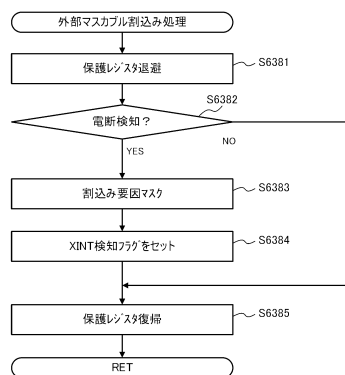 外部マスカブル割込み処理
保護レジスタ退避
S6381
電断検知？
S6382
YES
NO
割込み要因マスク
S6383
XINT検知フラグをセット
S6384
保護レジスタ復帰
S6385
RET